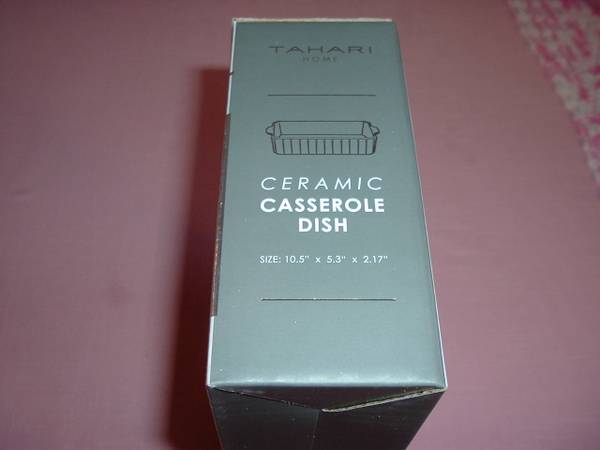 TAHARI
HOME
CERAMIC
CASSEROLE
DISH
SIZE: 10.5" x 5.3" x 2.17"